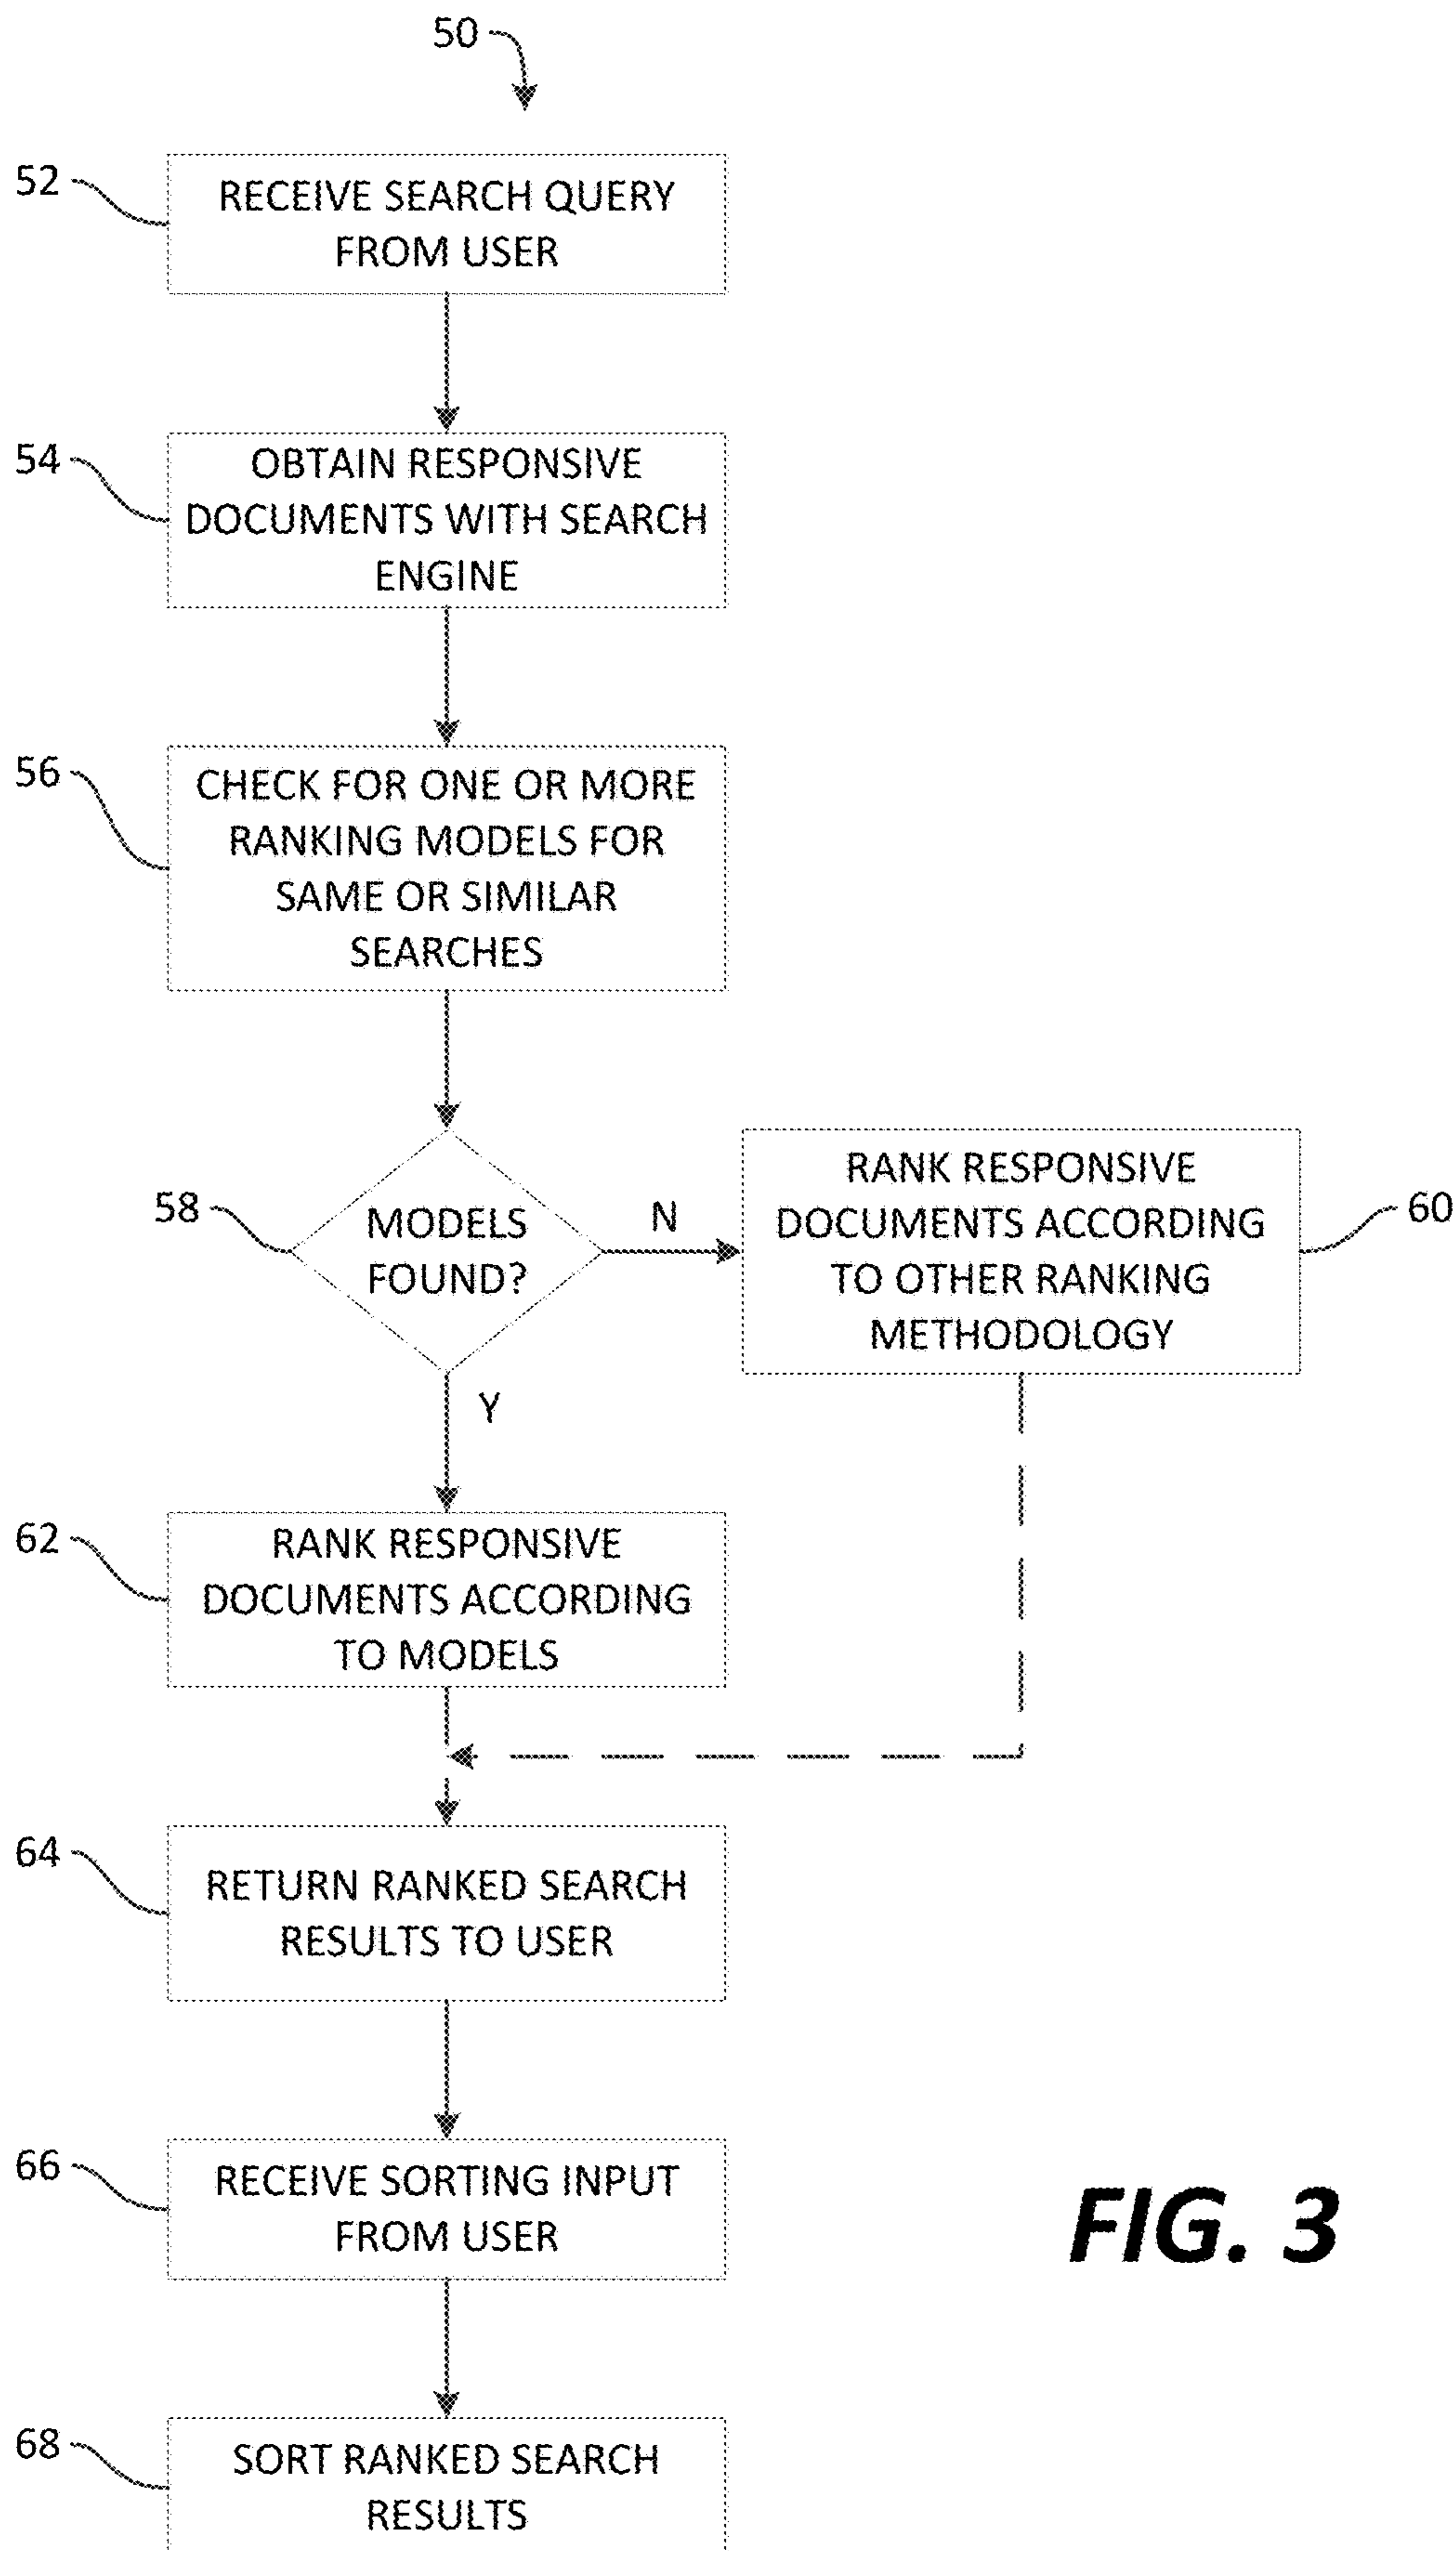 50
52
RECEIVE SEARCH QUERY
FROM USER
54
OBTAIN RESPONSIVE
DOCUMENTS WITH SEARCH
ENGINE
56
CHECK FOR ONE OR MORE
RANKING MODELS FOR
SAME OR SIMILAR
SEARCHES
58
MODELS
FOUND?
N
Y
RANK RESPONSIVE
DOCUMENTS ACCORDING
TO OTHER RANKING
METHODOLOGY
60
62
RANK RESPONSIVE
DOCUMENTS ACCORDING
TO MODELS
64
RETURN RANKED SEARCH
RESULTS TO USER
66
RECEIVE SORTING INPUT
FROM USER
68
SORT RANKED SEARCH
RESULTS
FIG. 3